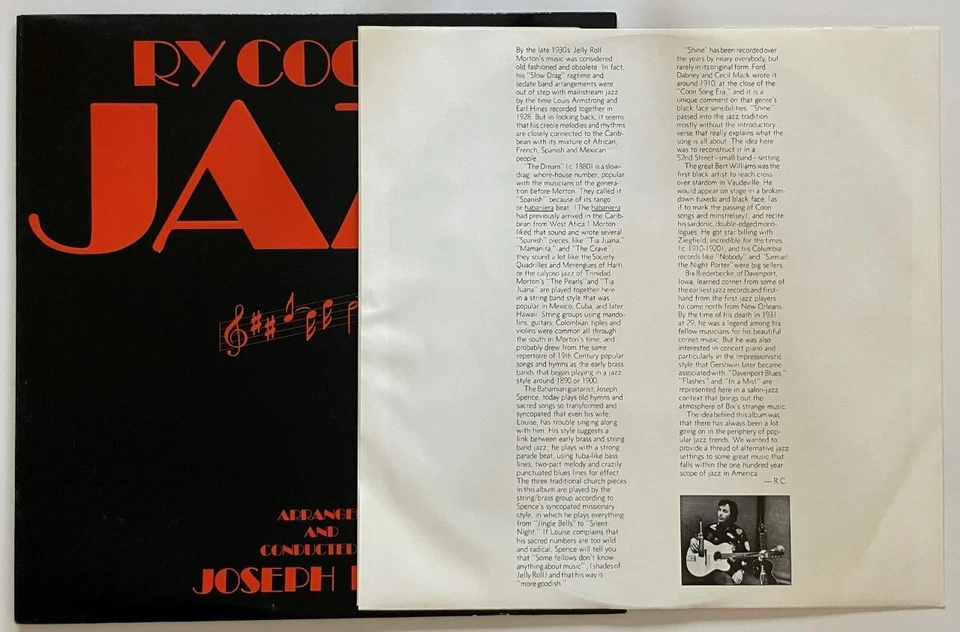 RY COO
JAZ
ARRANGE
AND
CONDUCTED
JOSEPH
By the late 1930s Jelly Roll
Morton's music was considered
old fashioned and obsolete. In fact,
his "Slow Drag" ragtime and
sedate band arrangements were
out of step with mainstream jazz
by the time Louis Armstrong and
Earl Hines recorded together in
1928. But in looking back, it seems
that his creole melodies and rhythms
are closely connected to the Carib-
bean with its mixture of African,
French, Spanish and Mexican
people.
"The Dream" (c. 1880) is a slow-
drag, whore-house number, popular
with the musicians of the genera-
tion before Morton. They called it
"Spanish" because of its tango
or habaniera beat. (The habaniera
had previously arrived in the Carib-
bean from West Africa.) Morton
liked that sound and wrote several
"Spanish" pieces, like "Tia Juana,"
"Mamanita," and "The Crave";
they sound a lot like the Society
Quadrilles and Merengues of Haiti,
or the calypso jazz of Trinidad.
Morton's "The Pearls" and "Tia
Juana" are played together here
in a string band style that was
popular in Mexico, Cuba, and later
Hawaii. String groups using mando-
lins, guitars, Colombian tiples and
violins were common all through
the south in Morton's time, and
probably drew from the same
repertoire of 19th Century popular
songs and hymns as the early brass
bands that began playing in a jazz
style around 1890 or 1900.
The Bahamian guitarist, Joseph
Spence, today plays old hymns and
sacred songs so transformed and
syncopated that even his wife,
Louise, has trouble singing along
with him. His style suggests a
link between early brass and string
band jazz; he plays with a strong
parade beat, using tuba-like bass
lines, two-part melody and crazily
punctuated blues lines for effect.
The three traditional church pieces
in this album are played by the
string/brass group according to
Spence's syncopated missionary
style, in which he plays everything
from "Jingle Bells" to "Silent
Night." If Louise complains that
his sacred numbers are too wild
and radical, Spence will tell you
that "Some fellows don't know
anything about music"; (shades of
Jelly Roll) and that his way is
"more good-ish."
"Shine" has been recorded over
the years by neary everybody, but
rarely in its original form. Ford
Dabney and Cecil Mack wrote it
around 1910, at the close of the
"Coon Song Era," and it is a
unique comment on that genre's
black face sensibilities. "Shine"
passed into the jazz tradition
mostly without the introductory
verse that really explains what the
song is all about. The idea here
was to reconstruct it in a
52nd Street – small band – setting.
The great Bert Williams was the
first black artist to reach cross-
over stardom in Vaudeville. He
would appear on stage in a broken-
down tuxedo and black face, (as
if to mark the passing of Coon
songs and minstrelsy), and recite
his sardonic, double-edged mono-
logues. He got star billing with
Ziegfield, incredible for the times
(c. 1910-1920), and his Columbia
records like "Nobody" and "Samuel
the Night Porter" were big sellers.
Bix Biederbecke, of Davenport,
Iowa, learned cornet from some of
the earliest jazz records and first-
hand from the first jazz players
to come north from New Orleans.
By the time of his death in 1931
at 29, he was a legend among his
fellow musicians for his beautiful
cornet music. But he was also
interested in concert piano and
particularly in the impressionistic
style that Gershwin later became
associated with. "Davenport Blues,"
"Flashes" and "In a Mist" are
represented here in a salon-jazz
context that brings out the
atmosphere of Bix's strange music.
The idea behind this album was
that there has always been a lot
going on in the periphery of pop-
ular jazz trends. We wanted to
provide a thread of alternative jazz
settings to some great music that
falls within the one hundred year
scope of jazz in America.
— R.C.